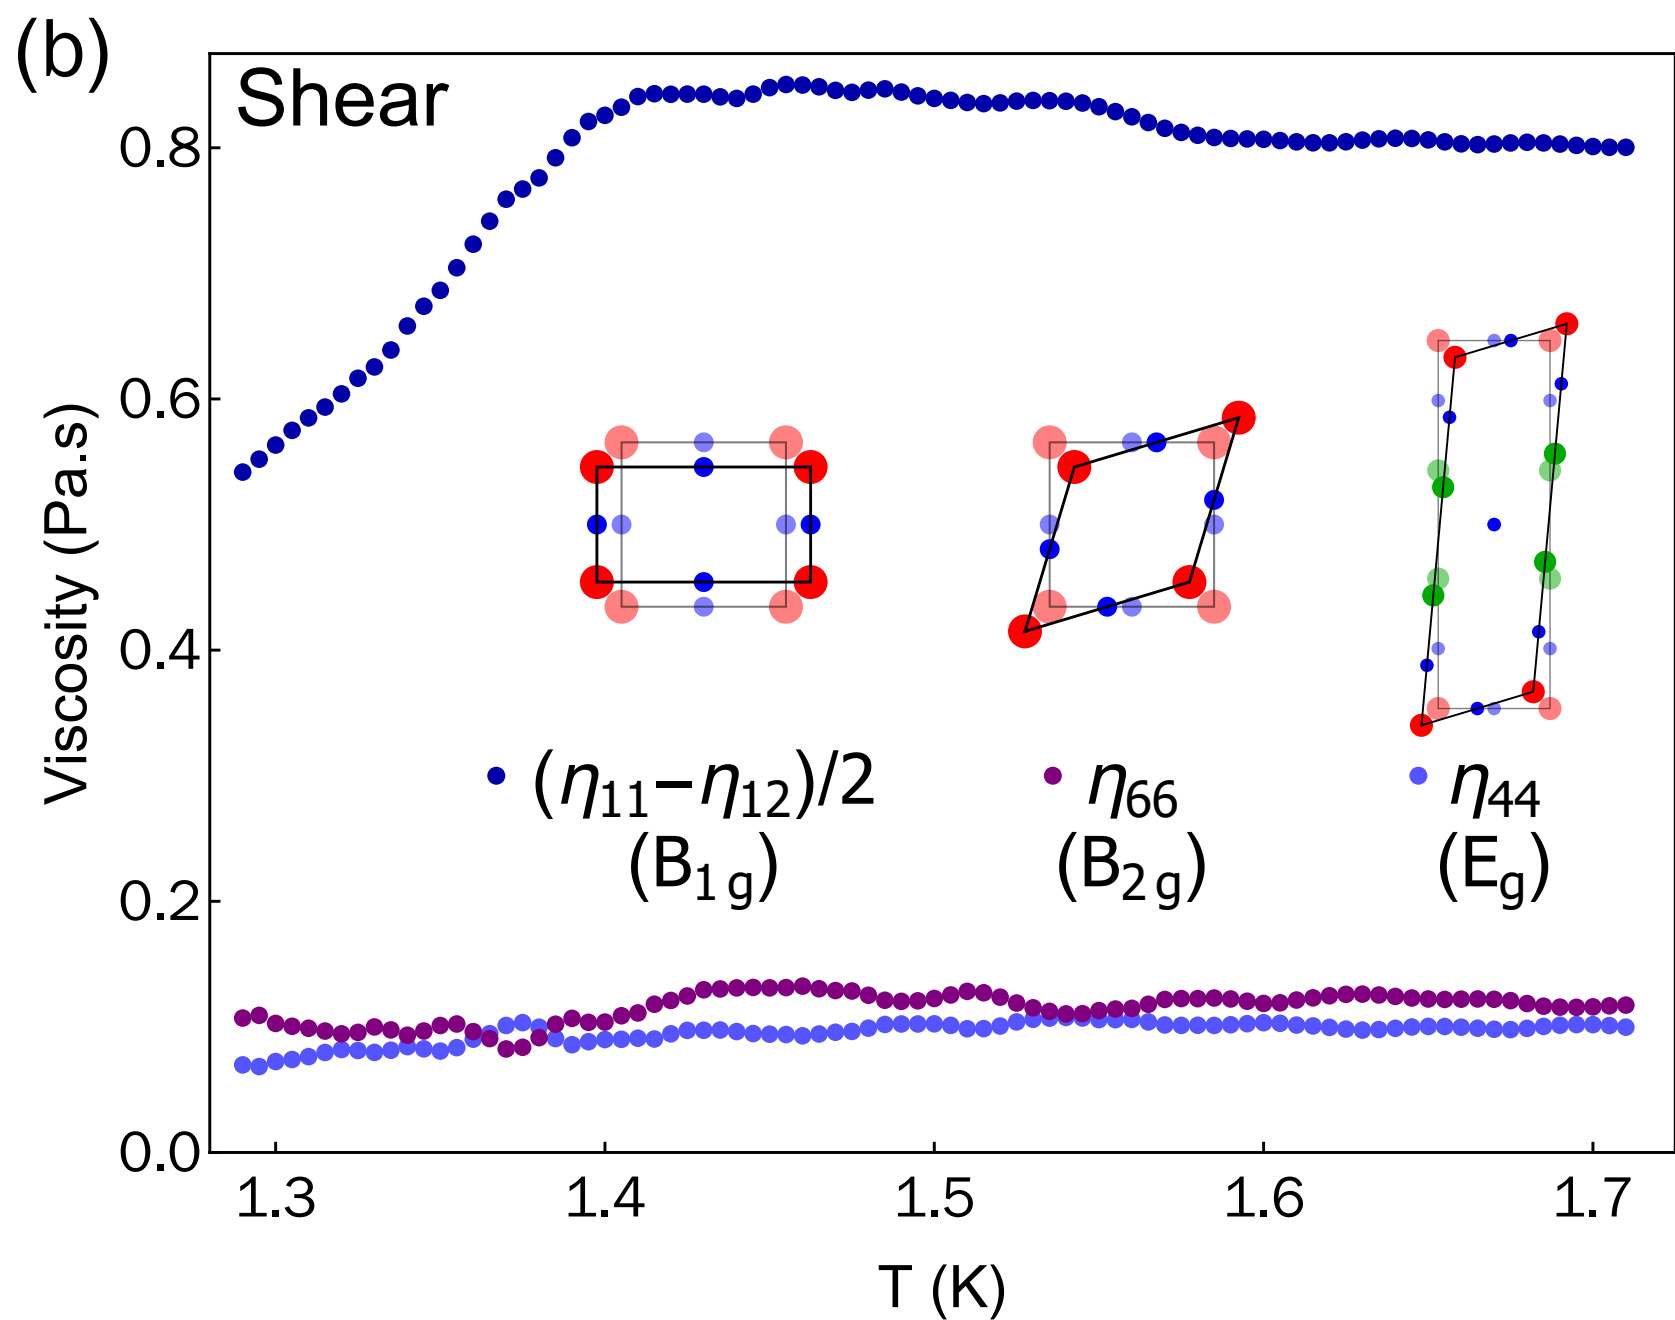 (b)
Shear
0.8
0.6
0.4
0.2
0.0
Viscosity (Pa.s)
(η11−η12)/2
(B1g)
η66
(B2g)
η44
(Eg)
1.3 1.4 1.5 1.6 1.7
T (K)